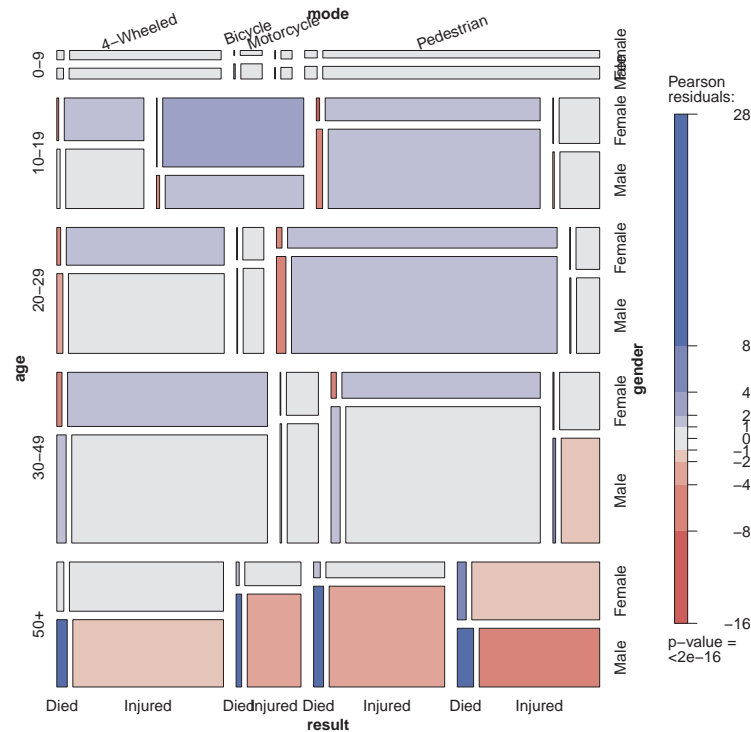 mode
4−Wheeled
Bicycle
Motorcycle
Pedestrian
age
0−9
10−19
20−29
30−49
50+
gender
Female
Male
Female
Male
Female
Male
Female
Male
Female
Male
Died
Injured
Died
Injured
Died
Injured
Died
Injured
result
Pearson
residuals:
28
8
4
2
1
0
−1
−2
−4
−8
−16
p−value =
<2e−16